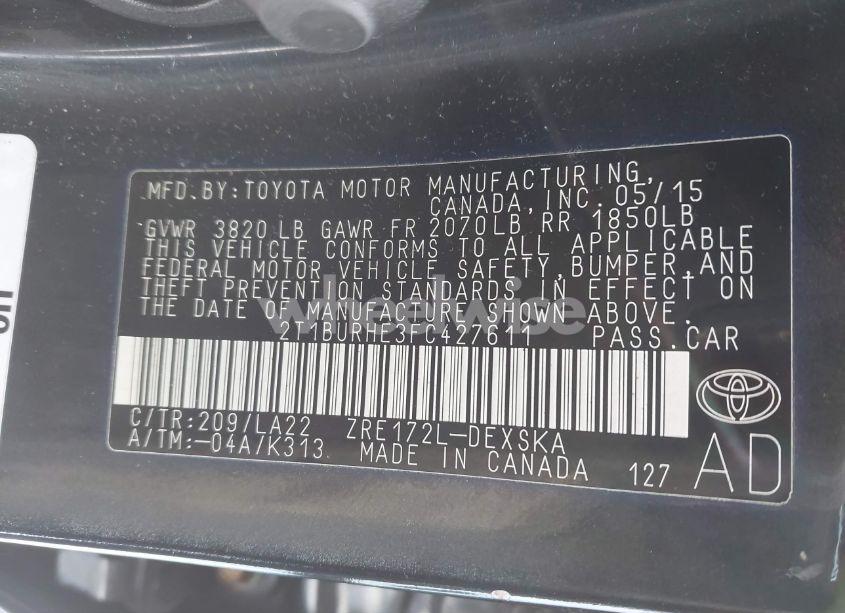 MFD.BY:TOYOTA MOTOR MANUFACTURING,
CANADA,INC. 05/15
GVWR 3820 LB GAWR FR 2070LB RR 1850LB
THIS VEHICLE CONFORMS TO ALL APPLICABLE
FEDERAL MOTOR VEHICLE SAFETY,BUMPER,AND
THEFT PREVENTION STANDARDS IN EFFECT ON
THE DATE OF MANUFACTURE SHOWN ABOVE.
wheelwise
2T1BURHE3FC427611 PASS.CAR
C/TR:209/LA22 ZRE172L-DEXSKA
A/TM:-04A/K313 MADE IN CANADA 127
AD